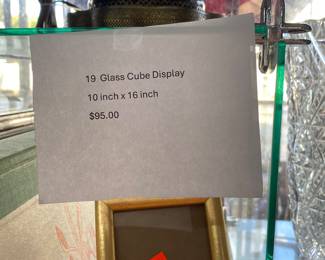 19 Glass Cube Display
10 inch x 16 inch
$95.00